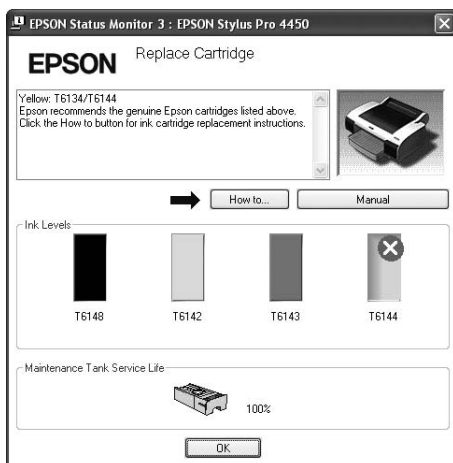 EPSON Status Monitor 3 : EPSON Stylus Pro 4450
EPSON
Replace Cartridge
Yellow: T6134/T6144
Epson recommends the genuine Epson cartridges listed above.
Click the How to button for ink cartridge replacement instructions.
How to...
Manual
Ink Levels
T6148
T6142
T6143
T6144
Maintenance Tank Service Life
100%
OK